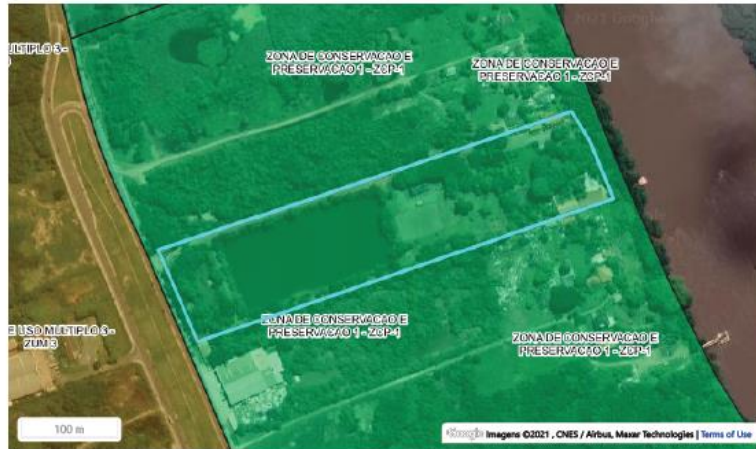 ULTIPLO 3 -
ZONA DE CONSERVACAO E
PRESERVACAO 1 - ZCP-1
ZONA DE CONSERVACAO E
PRESERVACAO 1 - ZCP-1
E USO MULTIPLO 3 -
ZUM 3
ZONA DE CONSERVACAO E
PRESERVACAO 1 - ZCP-1
ZONA DE CONSERVACAO E
PRESERVACAO 1 - ZCP-1
100 m
Google Imagens ©2021 , CNES / Airbus, Maxar Technologies | Terms of Use